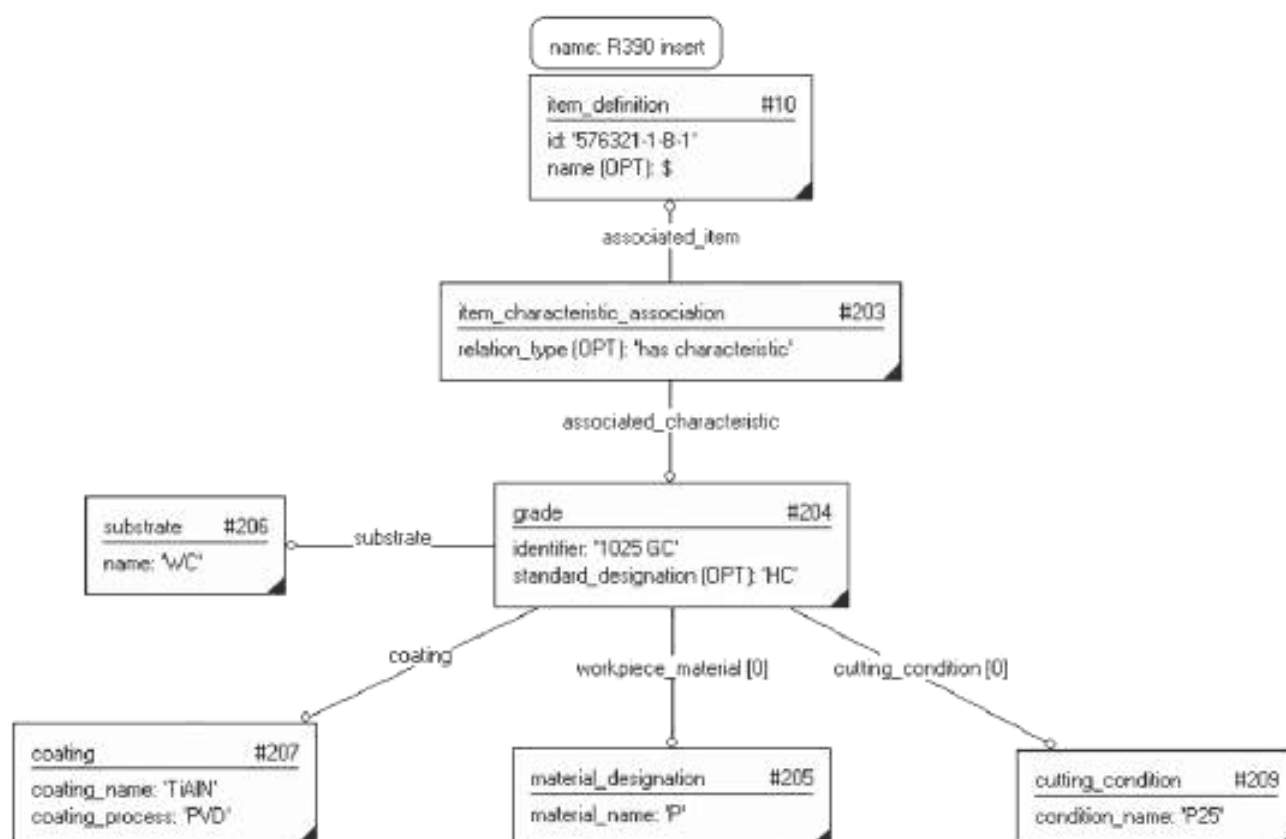 name: R390 insert
item_definition #10
id: '576321-1-B-1'
name (OPT): $
associated_item
item_characteristic_association #203
relation_type (OPT): 'has characteristic'
associated_characteristic
substrate #206
name: 'WC'
substrate
grade #204
identifier: '1025 GC'
standard_designation (OPT): 'HC'
coating
workpiece_material [0]
cutting_condition [0]
coating #207
coating_name: 'TiAlN'
coating_process: 'PVD'
material_designation #205
material_name: 'P'
cutting_condition #209
condition_name: 'P25'